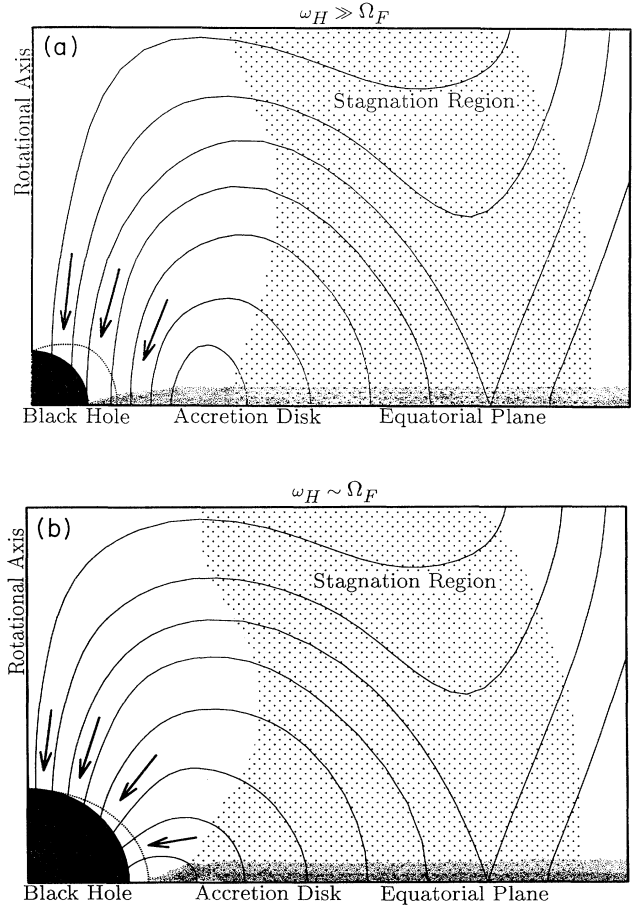 ω_H ≫ Ω_F
(a)
Rotational Axis
Stagnation Region
Black Hole Accretion Disk Equatorial Plane
ω_H ∼ Ω_F
(b)
Rotational Axis
Stagnation Region
Black Hole Accretion Disk Equatorial Plane